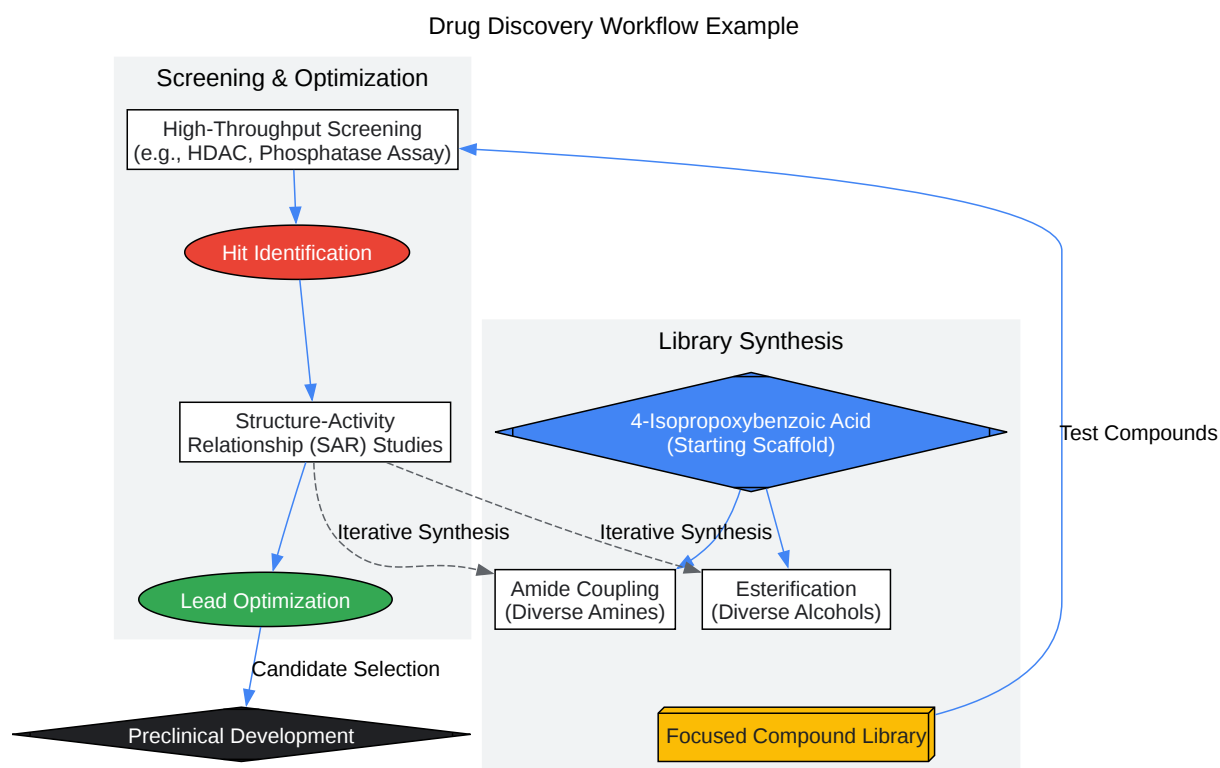 Drug Discovery Workflow Example
Screening & Optimization
High-Throughput Screening
(e.g., HDAC, Phosphatase Assay)
Hit Identification
Structure-Activity
Relationship (SAR) Studies
Iterative Synthesis
Lead Optimization
Candidate Selection
Preclinical Development
Library Synthesis
4-Isopropoxybenzoic Acid
(Starting Scaffold)
Iterative Synthesis
Amide Coupling
(Diverse Amines)
Esterification
(Diverse Alcohols)
Focused Compound Library
Test Compounds